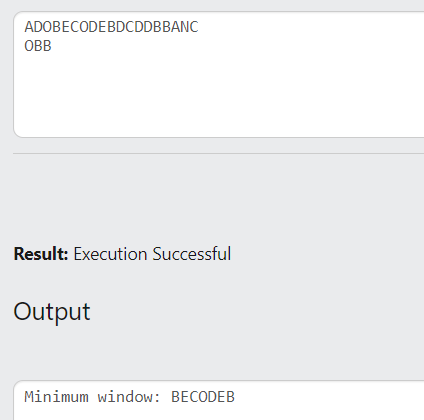 ADOBECODEBDCDDBBANC
OBB
Result: Execution Successful
Output
Minimum window: BECODEB